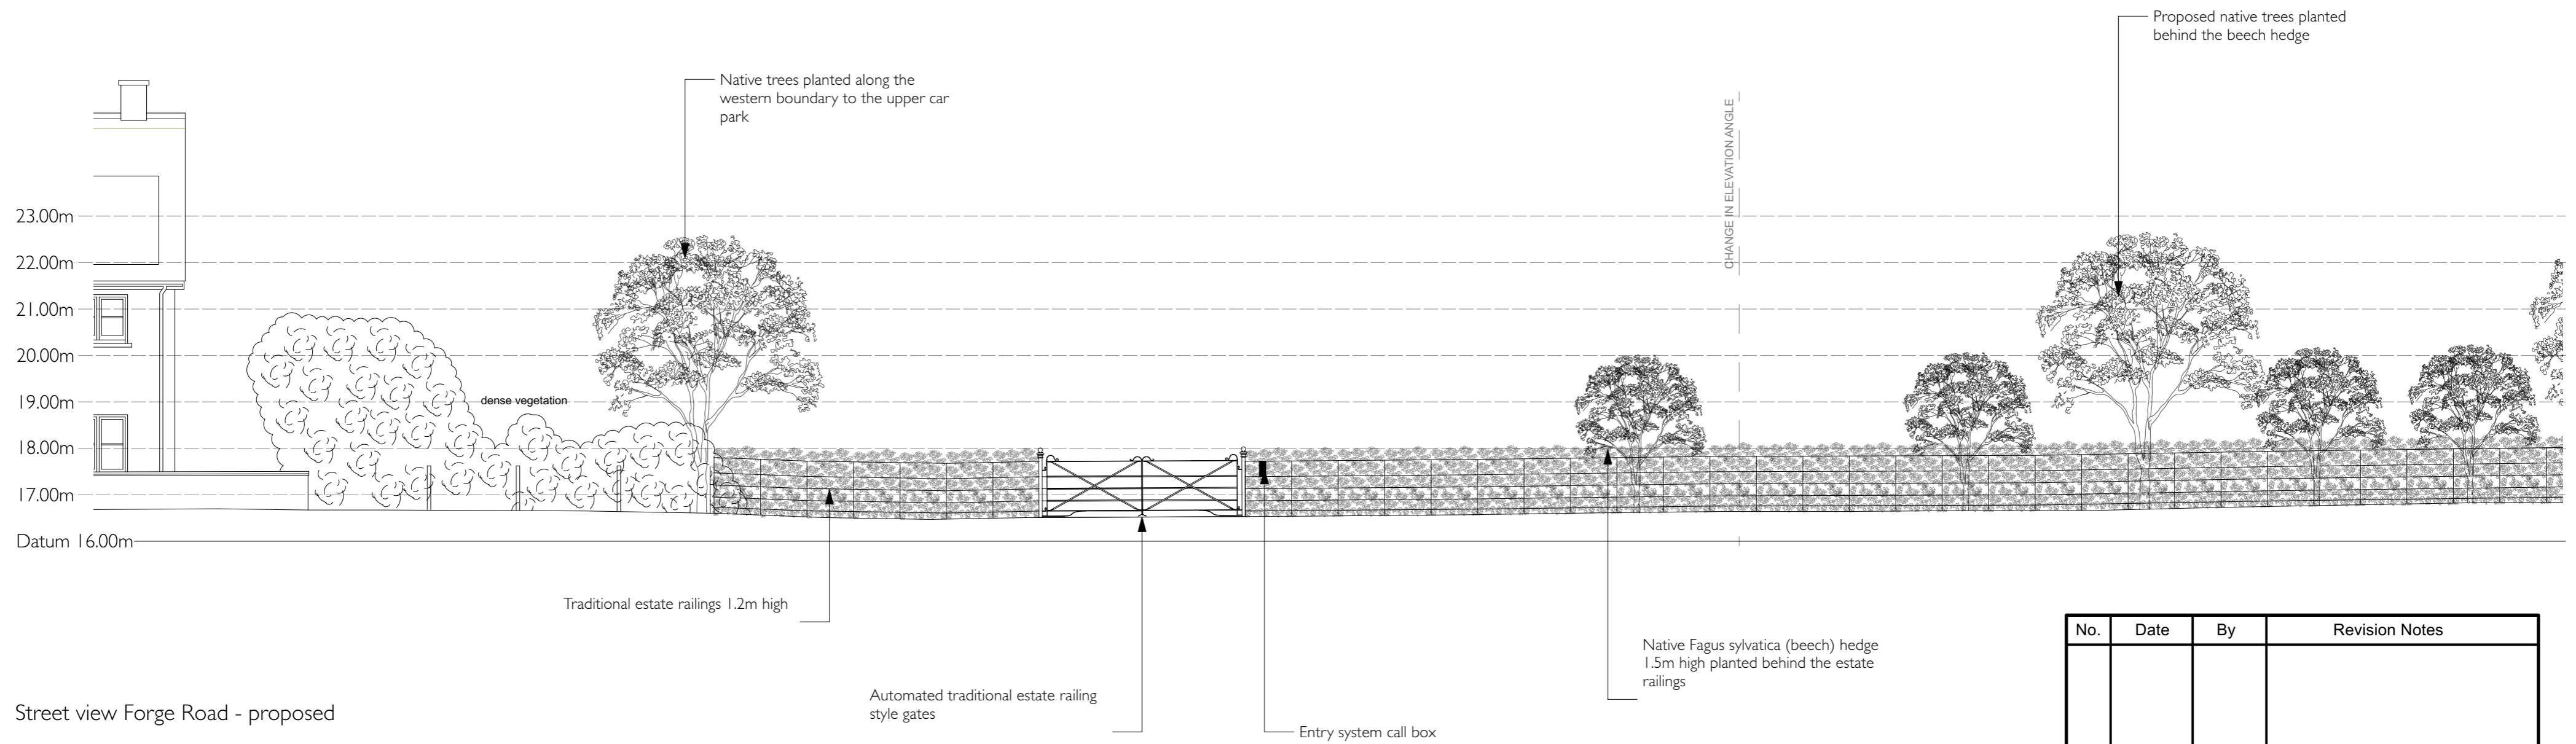 Proposed native trees planted
behind the beech hedge
Native trees planted along the
western boundary to the upper car
park
CHANGE IN ELEVATION ANGLE
23.00m
22.00m
21.00m
20.00m
19.00m
dense vegetation
18.00m
17.00m
Datum 16.00m
Traditional estate railings 1.2m high
Native Fagus sylvatica (beech) hedge
1.5m high planted behind the estate
railings
Automated traditional estate railing
style gates
Entry system call box
Street view Forge Road - proposed
No. Date By Revision Notes